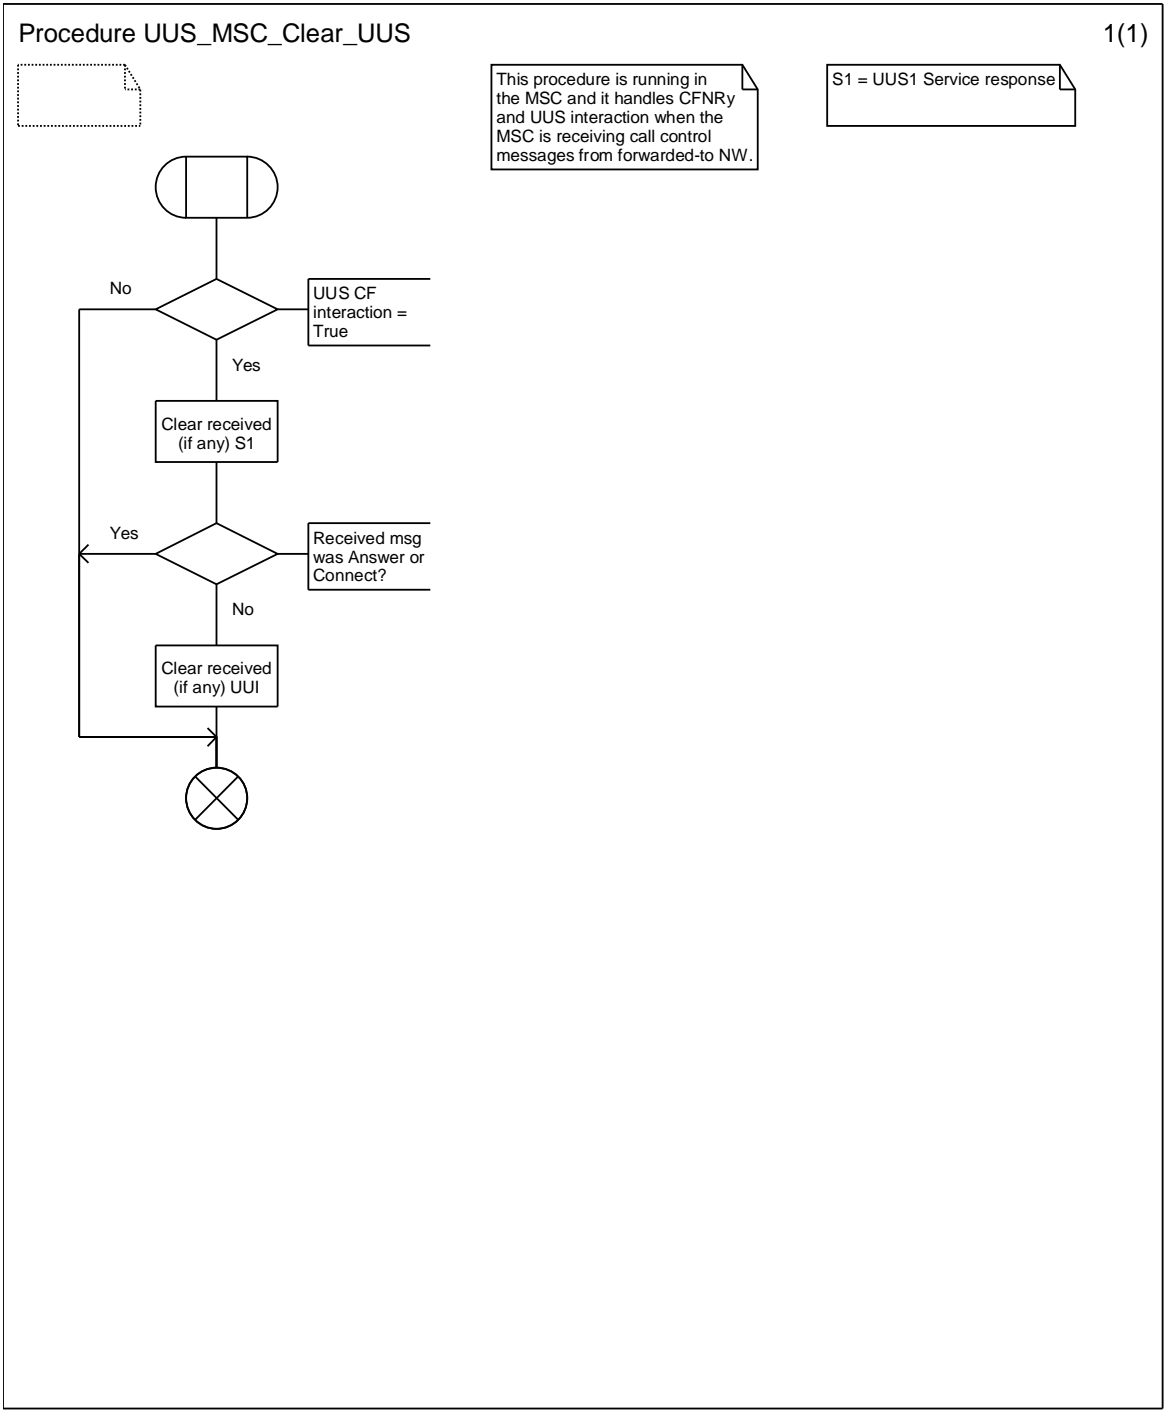 Procedure UUS_MSC_Clear_UUS
1(1)
This procedure is running in
the MSC and it handles CFNRy
and UUS interaction when the
MSC is receiving call control
messages from forwarded-to NW.
S1 = UUS1 Service response
No
UUS CF
interaction =
True
Yes
Clear received
(if any) S1
Yes
Received msg
was Answer or
Connect?
No
Clear received
(if any) UUI